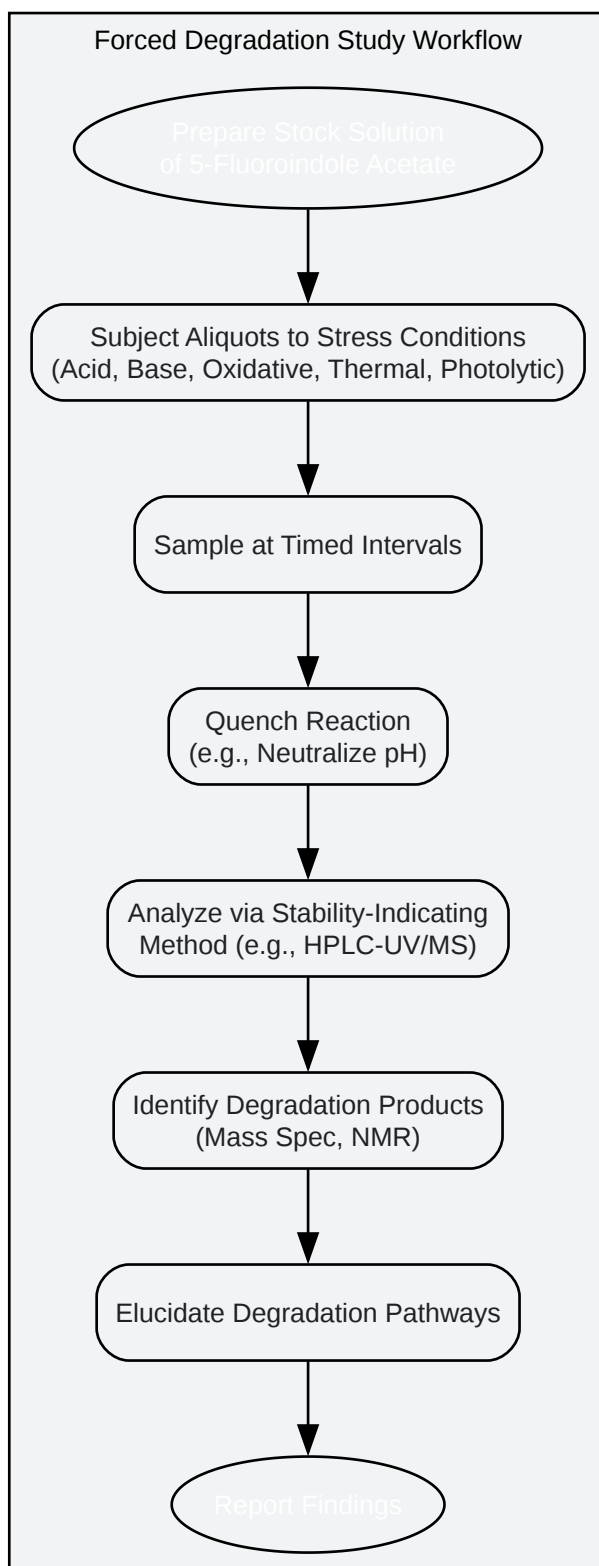 Forced Degradation Study Workflow
Prepare Stock Solution
of 5-Fluoroindole Acetate
Subject Aliquots to Stress Conditions
(Acid, Base, Oxidative, Thermal, Photolytic)
Sample at Timed Intervals
Quench Reaction
(e.g., Neutralize pH)
Analyze via Stability-Indicating
Method (e.g., HPLC-UV/MS)
Identify Degradation Products
(Mass Spec, NMR)
Elucidate Degradation Pathways
Report Findings